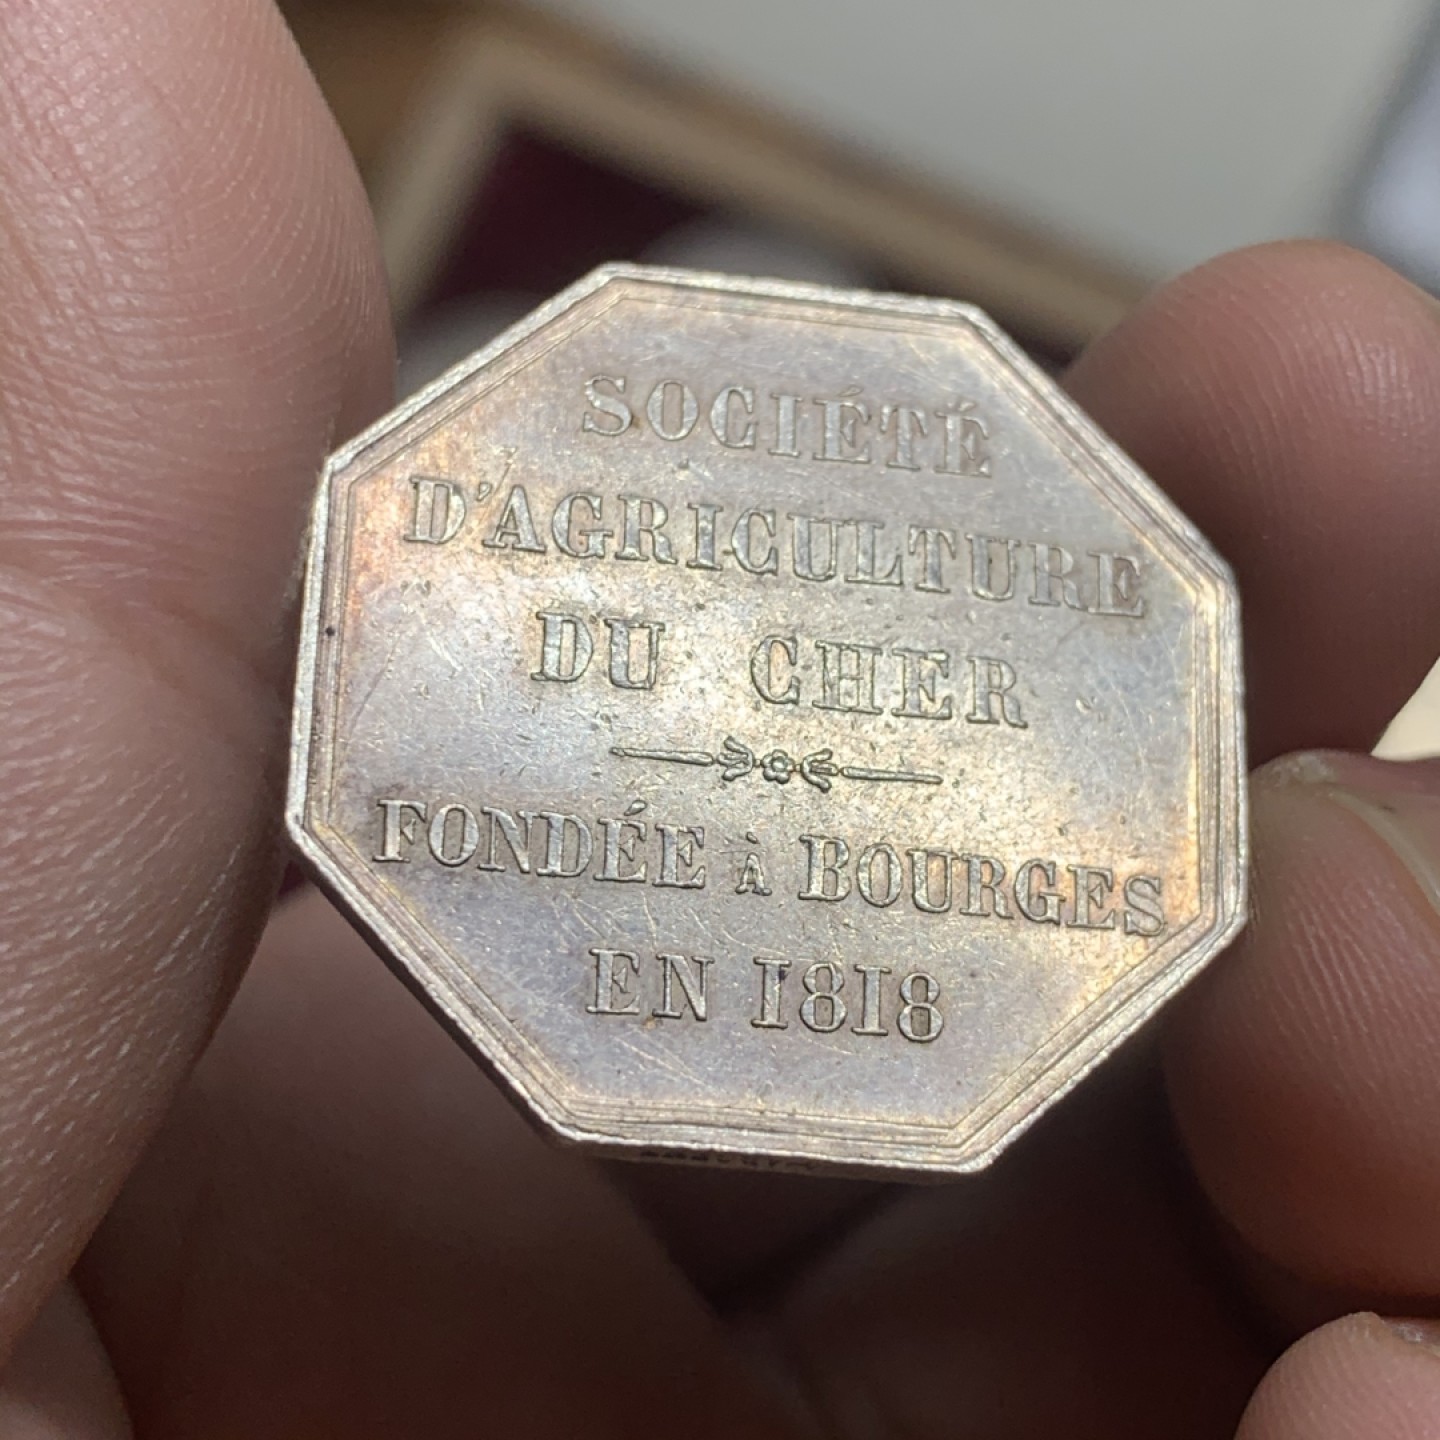 SOCIÉTÉ
D'AGRICULTURE
DU CHER
FONDÉE À BOURGES
EN 1818